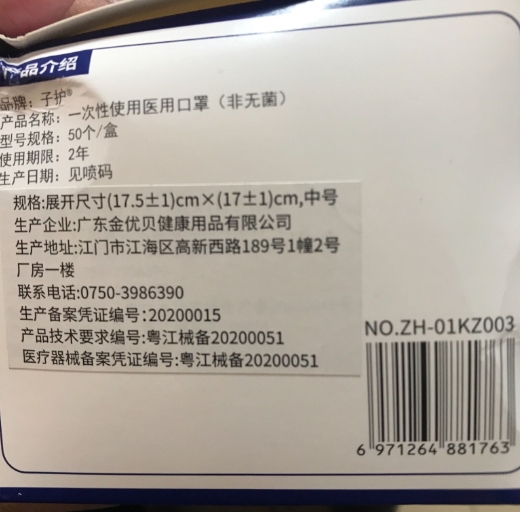 产品介绍
品牌：子护®
产品名称：一次性使用医用口罩（非无菌）
型号规格：50个/盒
使用期限：2年
生产日期：见喷码
规格:展开尺寸(17.5±1)cm×(17±1)cm,中号
生产企业:广东金优贝健康用品有限公司
生产地址:江门市江海区高新西路189号1幢2号
厂房一楼
联系电话:0750-3986390
生产备案凭证编号:20200015
产品技术要求编号:粤江械备20200051
医疗器械备案凭证编号:粤江械备20200051
NO.ZH-01KZ003
6 971264 881763